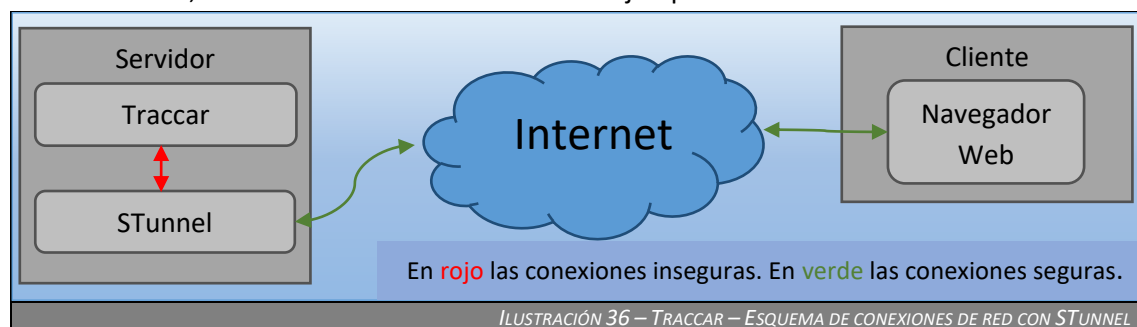 Servidor
Traccar
STunnel
Internet
Cliente
Navegador
Web
En rojo las conexiones inseguras. En verde las conexiones seguras.
ILUSTRACIÓN 36 – TRACCAR – ESQUEMA DE CONEXIONES DE RED CON STUNNEL